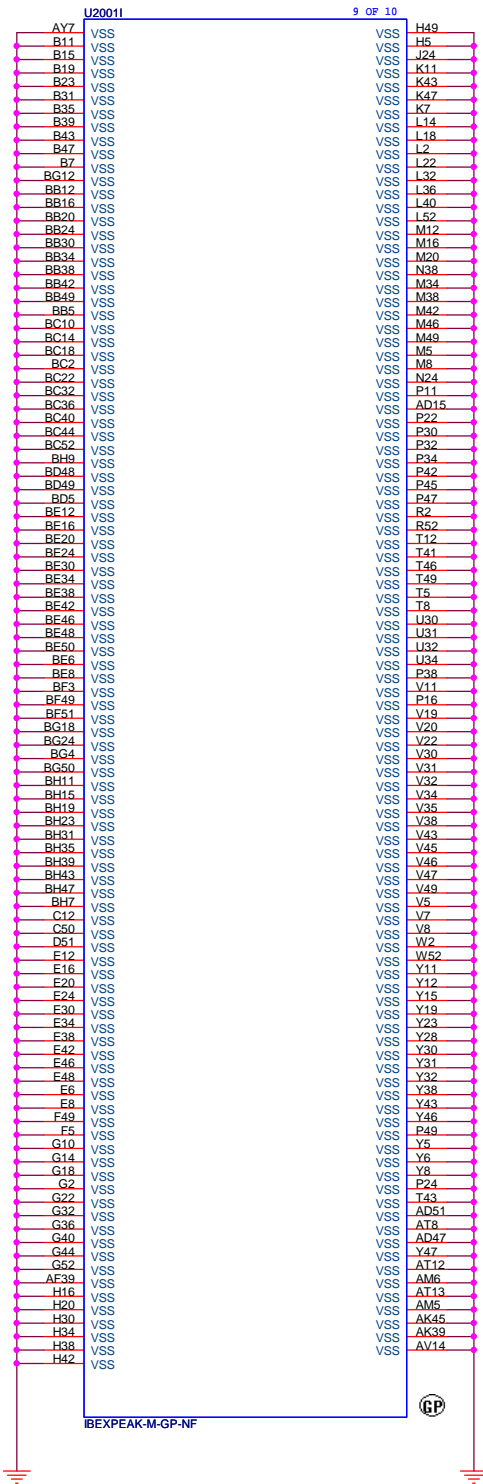 U2001I 9 OF 10
AY7 VSS VSS H49
B11 VSS VSS H5
B15 VSS VSS J24
B19 VSS VSS K11
B23 VSS VSS K43
B31 VSS VSS K47
B35 VSS VSS K7
B39 VSS VSS L14
B43 VSS VSS L18
B47 VSS VSS L2
B7 VSS VSS L22
BG12 VSS VSS L32
BB12 VSS VSS L36
BB16 VSS VSS L40
BB20 VSS VSS L52
BB24 VSS VSS M12
BB30 VSS VSS M16
BB34 VSS VSS M20
BB38 VSS VSS N38
BB42 VSS VSS M34
BB49 VSS VSS M38
BB5 VSS VSS M42
BC10 VSS VSS M46
BC14 VSS VSS M49
BC18 VSS VSS M5
BC2 VSS VSS M8
BC22 VSS VSS N24
BC32 VSS VSS P11
BC36 VSS VSS AD15
BC40 VSS VSS P22
BC44 VSS VSS P30
BC52 VSS VSS P32
BH9 VSS VSS P34
BD48 VSS VSS P42
BD49 VSS VSS P45
BD5 VSS VSS P47
BE12 VSS VSS R2
BE16 VSS VSS R52
BE20 VSS VSS T12
BE24 VSS VSS T41
BE30 VSS VSS T46
BE34 VSS VSS T49
BE38 VSS VSS T5
BE42 VSS VSS T8
BE46 VSS VSS U30
BE48 VSS VSS U31
BE50 VSS VSS U32
BE6 VSS VSS U34
BE8 VSS VSS P38
BF3 VSS VSS V11
BF49 VSS VSS P16
BF51 VSS VSS V19
BG18 VSS VSS V20
BG24 VSS VSS V22
BG4 VSS VSS V30
BG50 VSS VSS V31
BH11 VSS VSS V32
BH15 VSS VSS V34
BH19 VSS VSS V35
BH23 VSS VSS V38
BH31 VSS VSS V43
BH35 VSS VSS V45
BH39 VSS VSS V46
BH43 VSS VSS V47
BH47 VSS VSS V49
BH7 VSS VSS V5
C12 VSS VSS V7
C50 VSS VSS V8
D51 VSS VSS W2
E12 VSS VSS W52
E16 VSS VSS Y11
E20 VSS VSS Y12
E24 VSS VSS Y15
E30 VSS VSS Y19
E34 VSS VSS Y23
E38 VSS VSS Y28
E42 VSS VSS Y30
E46 VSS VSS Y31
E48 VSS VSS Y32
E6 VSS VSS Y38
E8 VSS VSS Y43
F49 VSS VSS Y46
F5 VSS VSS P49
G10 VSS VSS Y5
G14 VSS VSS Y6
G18 VSS VSS Y8
G2 VSS VSS P24
G22 VSS VSS T43
G32 VSS VSS AD51
G36 VSS VSS AT8
G40 VSS VSS AD47
G44 VSS VSS Y47
G52 VSS VSS AT12
AF39 VSS VSS AM6
H16 VSS VSS AT13
H20 VSS VSS AM5
H30 VSS VSS AK45
H34 VSS VSS AK39
H38 VSS VSS AV14
H42 VSS
GP
IBEXPEAK-M-GP-NF